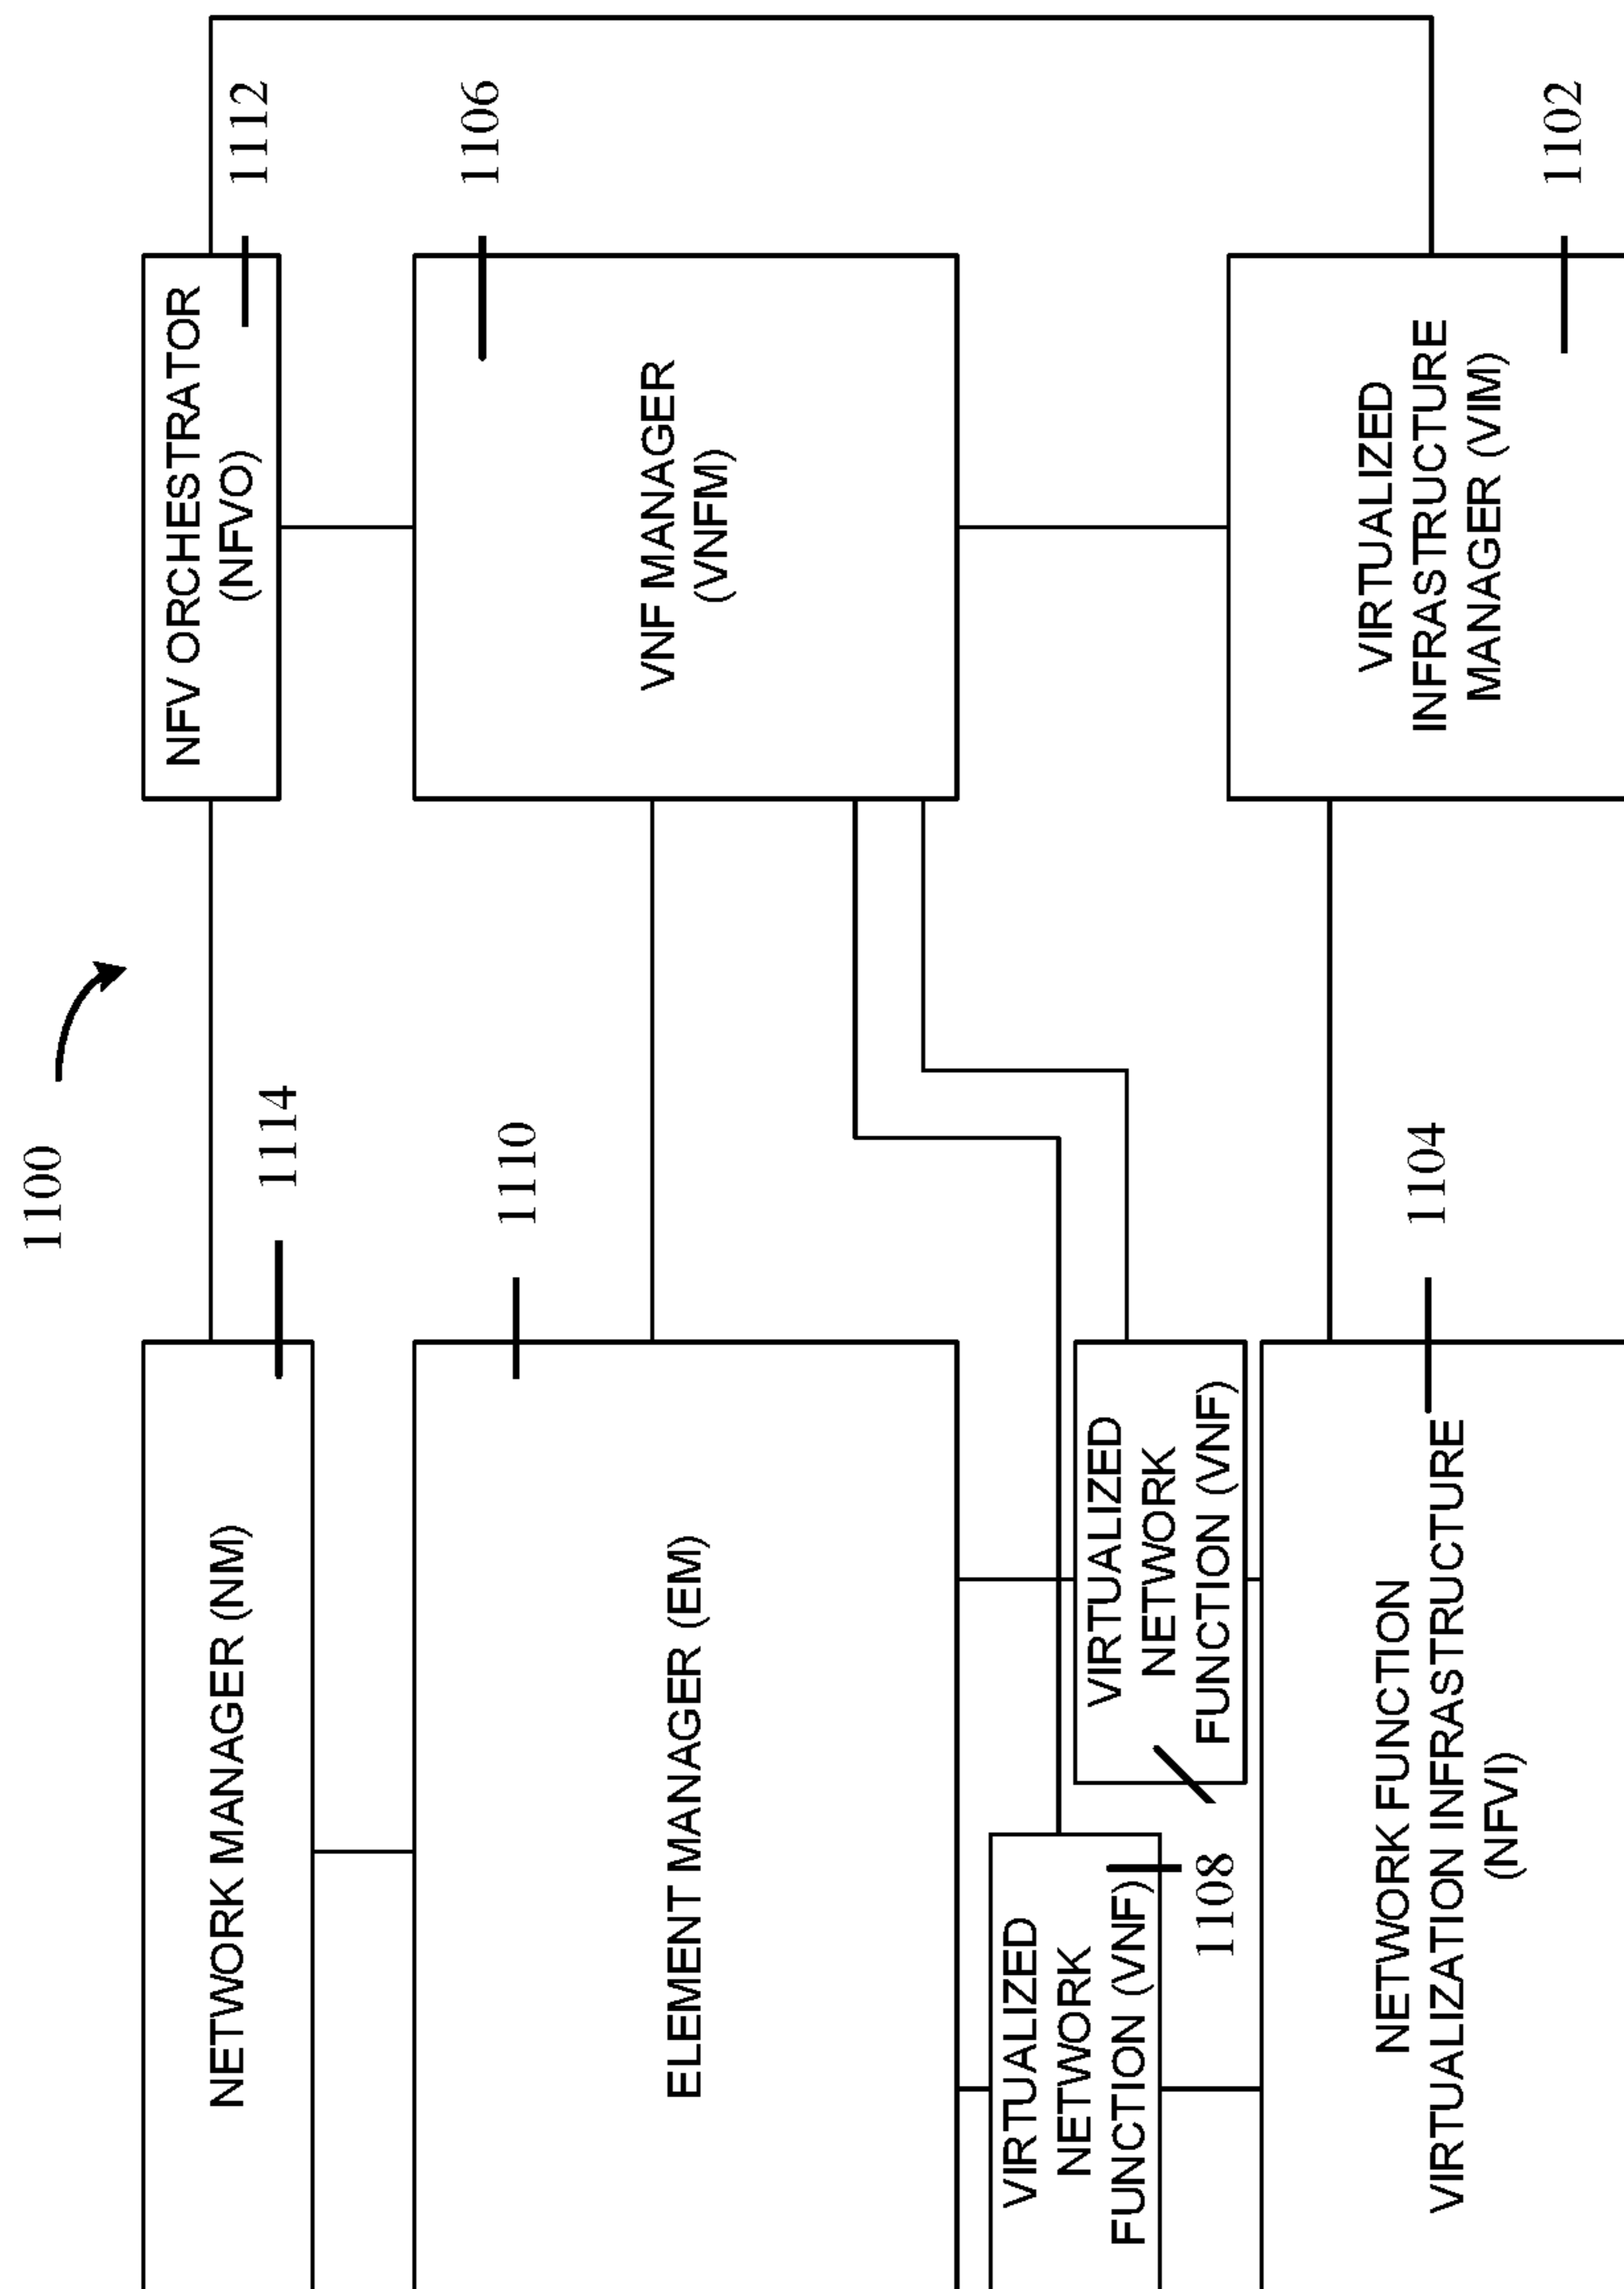 1100
NETWORK MANAGER (NM)
1114
NFV ORCHESTRATOR
(NFVO)
1112
ELEMENT MANAGER (EM)
1110
VNF MANAGER
(VNFM)
1106
VIRTUALIZED
NETWORK
FUNCTION (VNF)
1108
VIRTUALIZED
NETWORK
FUNCTION (VNF)
NETWORK FUNCTION
VIRTUALIZATION INFRASTRUCTURE
(NFVI)
1104
VIRTUALIZED
INFRASTRUCTURE
MANAGER (VIM)
1102